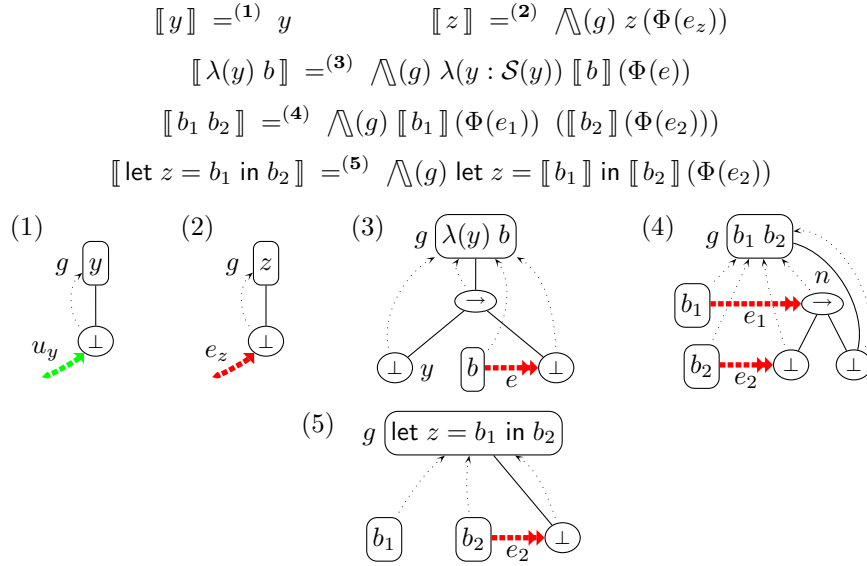 ⟦ y ⟧ =⁽¹⁾ y ⟦ z ⟧ =⁽²⁾ /\\(g) z (Φ(e_z))
⟦ λ(y) b ⟧ =⁽³⁾ /\\(g) λ(y : 𝒮(y)) ⟦ b ⟧ (Φ(e))
⟦ b₁ b₂ ⟧ =⁽⁴⁾ /\\(g) ⟦ b₁ ⟧ (Φ(e₁)) (⟦ b₂ ⟧ (Φ(e₂)))
⟦ let z = b₁ in b₂ ⟧ =⁽⁵⁾ /\\(g) let z = ⟦ b₁ ⟧ in ⟦ b₂ ⟧ (Φ(e₂))
(1) g y ⊥ u_y
(2) g z ⊥ e_z
(3) g λ(y) b
→
⊥ y b e ⊥
(4) g b₁ b₂
n
b₁ e₁ →
b₂ e₂ ⊥ ⊥
(5) g let z = b₁ in b₂
b₁ b₂ e₂ ⊥